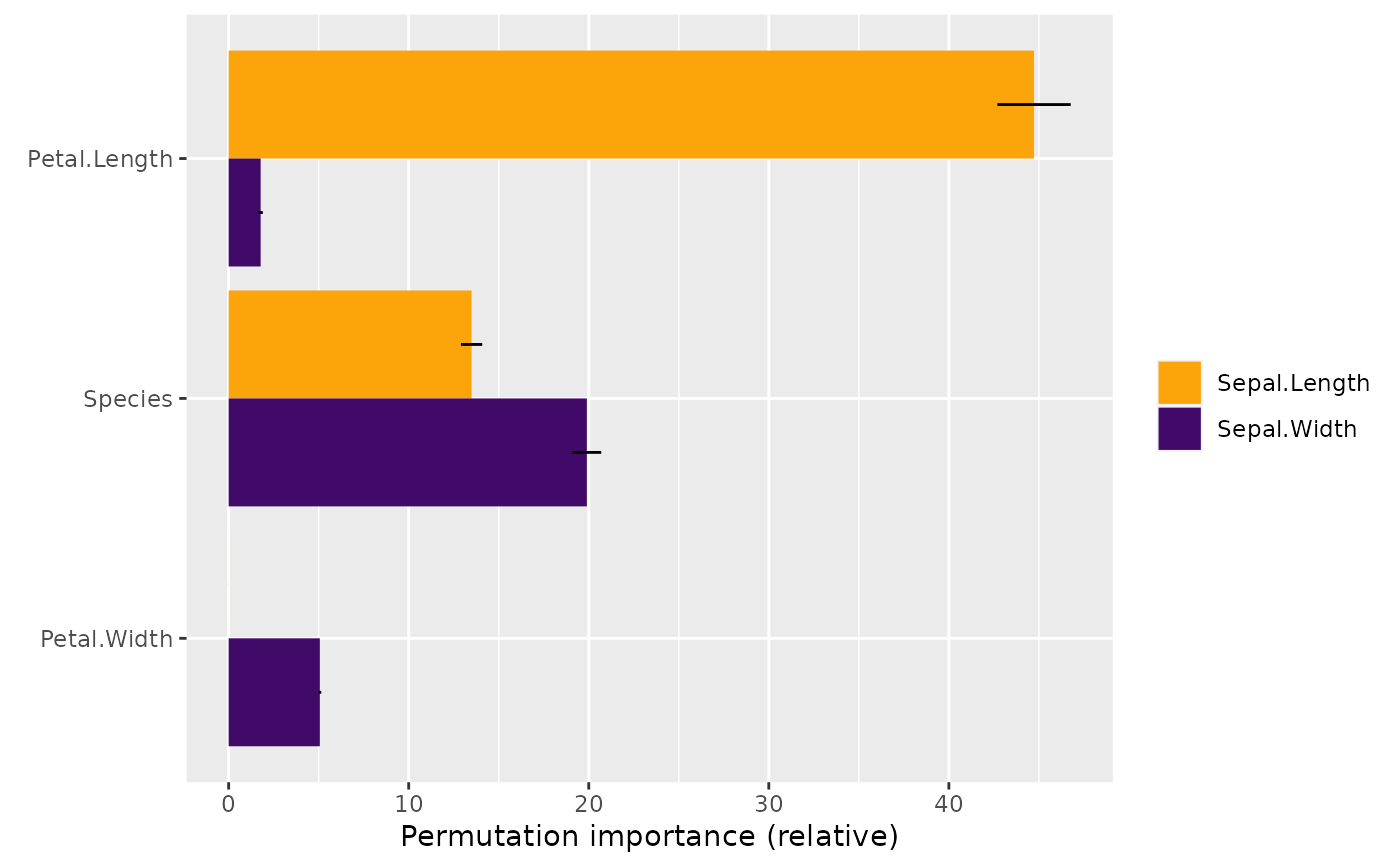 Petal.Length
Species
Petal.Width
0 10 20 30 40
Permutation importance (relative)
Sepal.Length
Sepal.Width